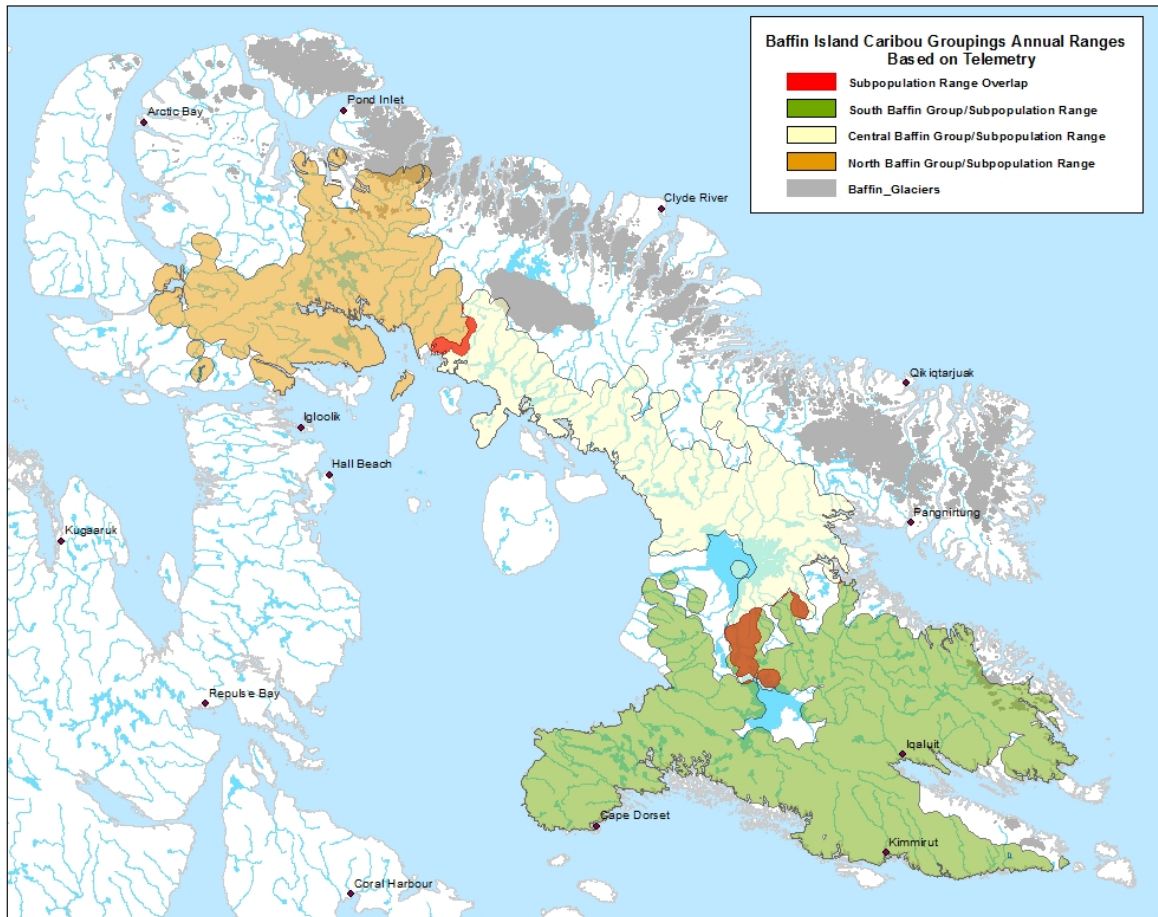 Baffin Island Caribou Groupings Annual Ranges
Based on Telemetry
Subpopulation Range Overlap
South Baffin Group/Subpopulation Range
Central Baffin Group/Subpopulation Range
North Baffin Group/Subpopulation Range
Baffin_Glaciers
Pond Inlet
Arctic Bay
Clyde River
Qikiqtarjuak
Igloolik
Hall Beach
Pangnirtung
Kugaaruk
Repulse Bay
Iqaluit
Cape Dorset
Kimmirut
Coral Harbour